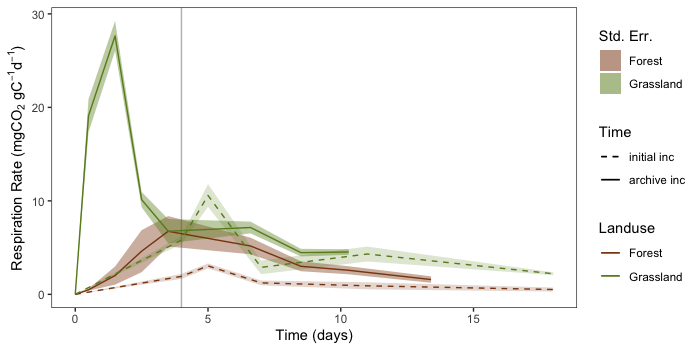 30
20
10
0
Respiration Rate (mgCO₂ gC⁻¹d⁻¹)
0
5
10
15
Time (days)
Std. Err.
Forest
Grassland
Time
initial inc
archive inc
Landuse
Forest
Grassland